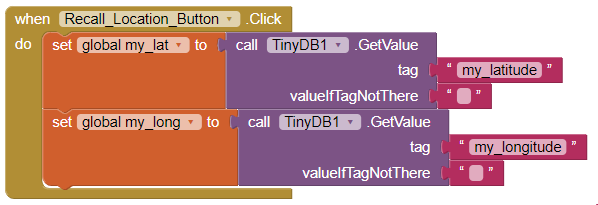 when Recall_Location_Button .Click
do set global my_lat to call TinyDB1 .GetValue
tag “ my_latitude ”
valueIfTagNotThere “ ”
set global my_long to call TinyDB1 .GetValue
tag “ my_longitude ”
valueIfTagNotThere “ ”